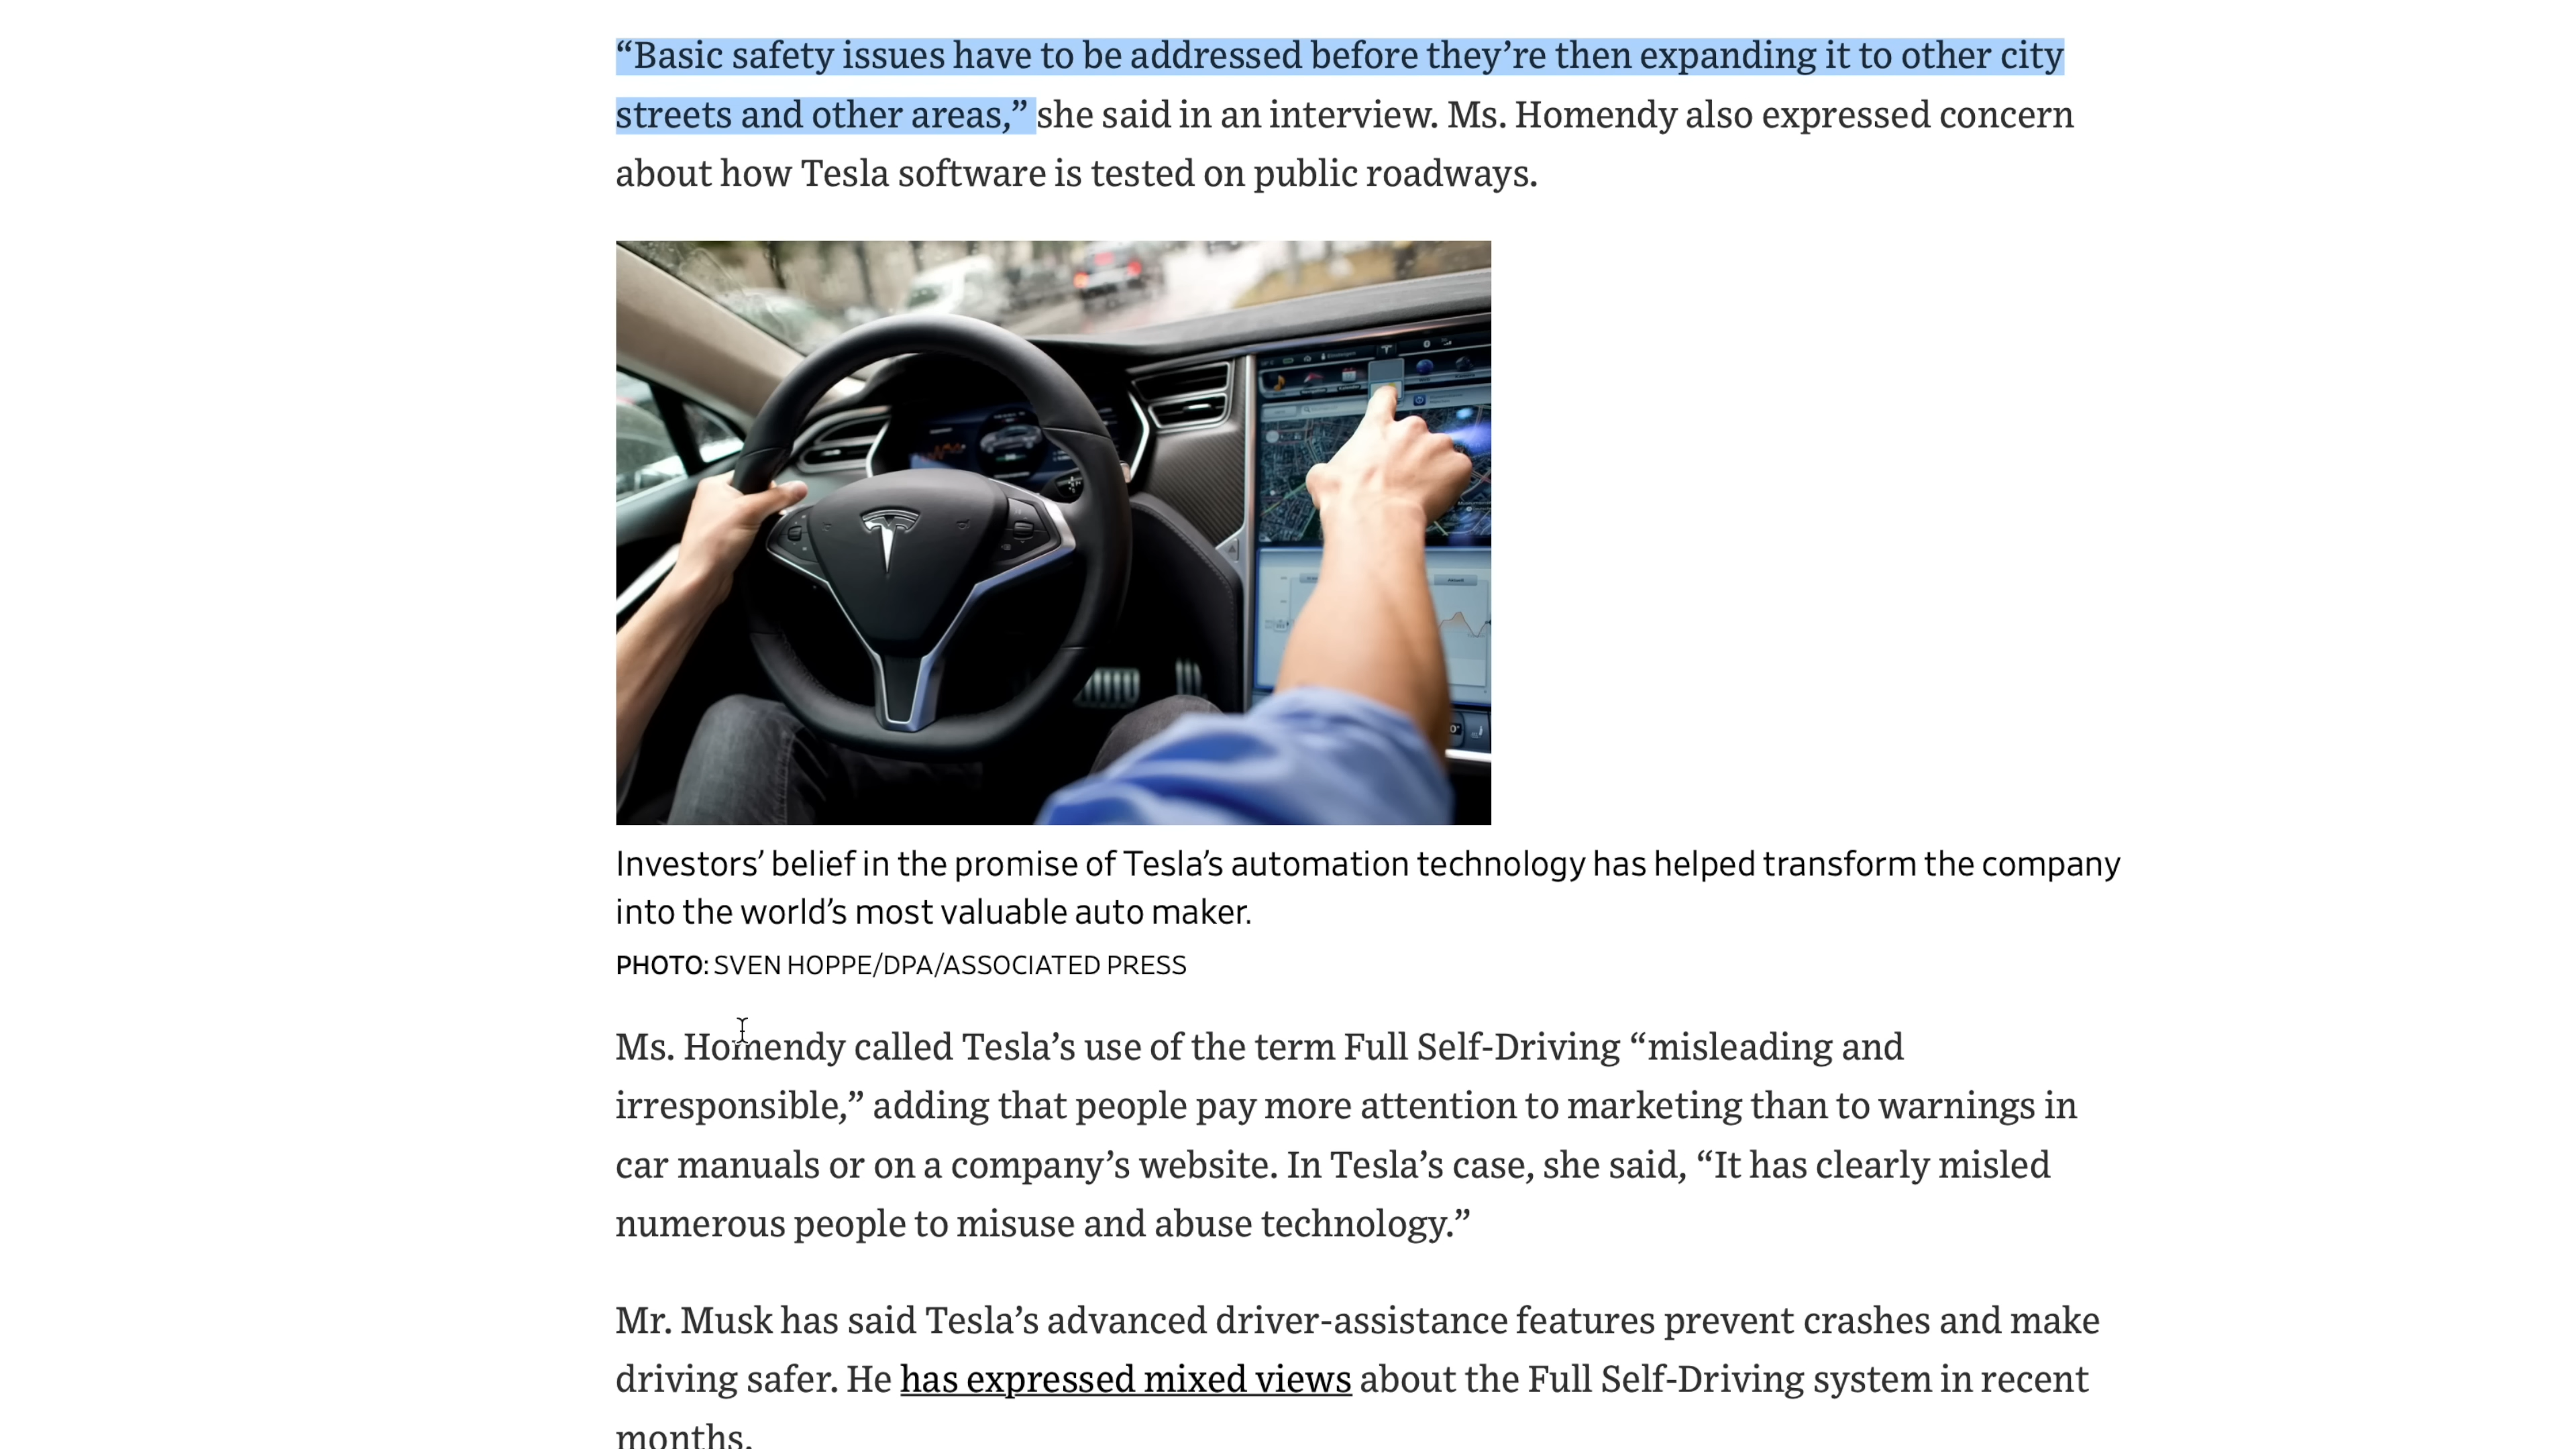 “Basic safety issues have to be addressed before they’re then expanding it to other city
streets and other areas,” she said in an interview. Ms. Homendy also expressed concern
about how Tesla software is tested on public roadways.
Investors’ belief in the promise of Tesla’s automation technology has helped transform the company
into the world’s most valuable auto maker.
PHOTO: SVEN HOPPE/DPA/ASSOCIATED PRESS
Ms. Homendy called Tesla’s use of the term Full Self-Driving “misleading and
irresponsible,” adding that people pay more attention to marketing than to warnings in
car manuals or on a company’s website. In Tesla’s case, she said, “It has clearly misled
numerous people to misuse and abuse technology.”
Mr. Musk has said Tesla’s advanced driver-assistance features prevent crashes and make
driving safer. He has expressed mixed views about the Full Self-Driving system in recent
months.